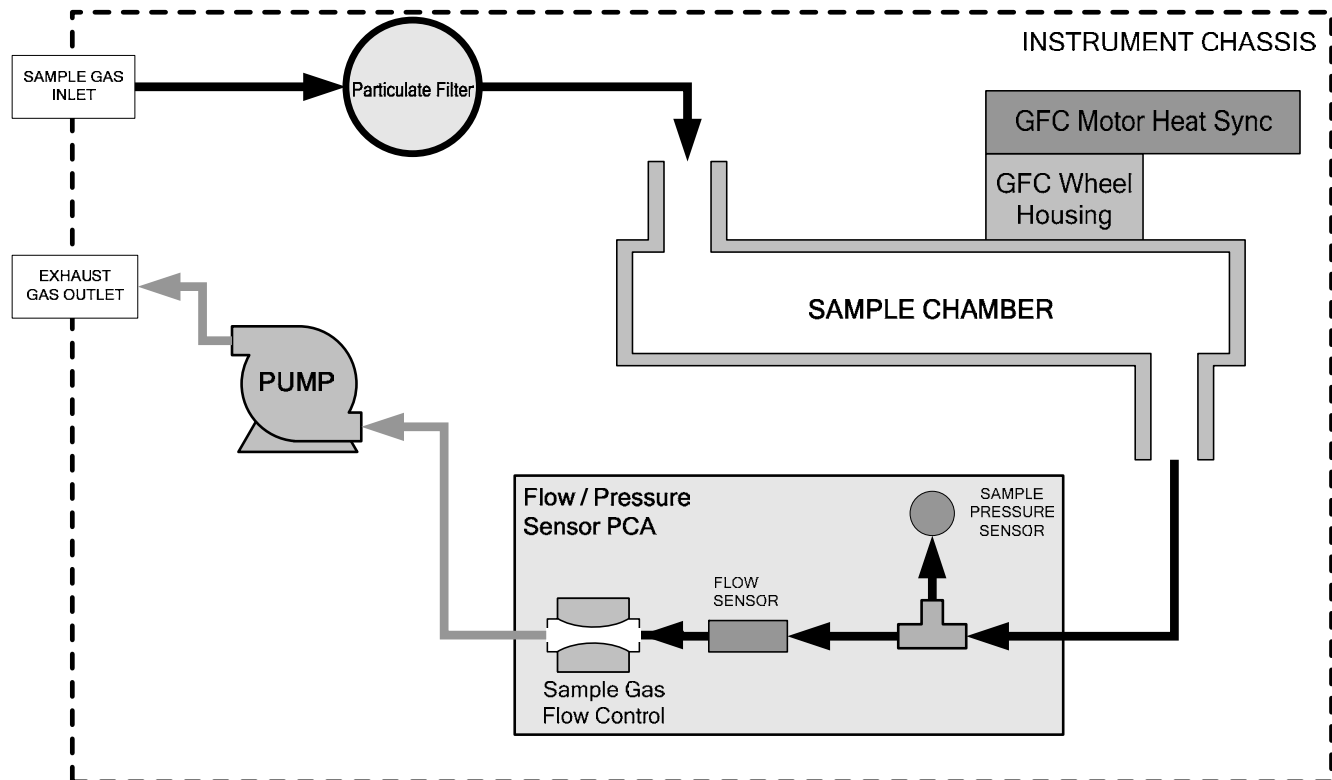 INSTRUMENT CHASSIS
SAMPLE GAS
INLET
Particulate Filter
GFC Motor Heat Sync
GFC Wheel
Housing
EXHAUST
GAS OUTLET
SAMPLE CHAMBER
PUMP
Flow / Pressure
Sensor PCA
SAMPLE
PRESSURE
SENSOR
FLOW
SENSOR
Sample Gas
Flow Control